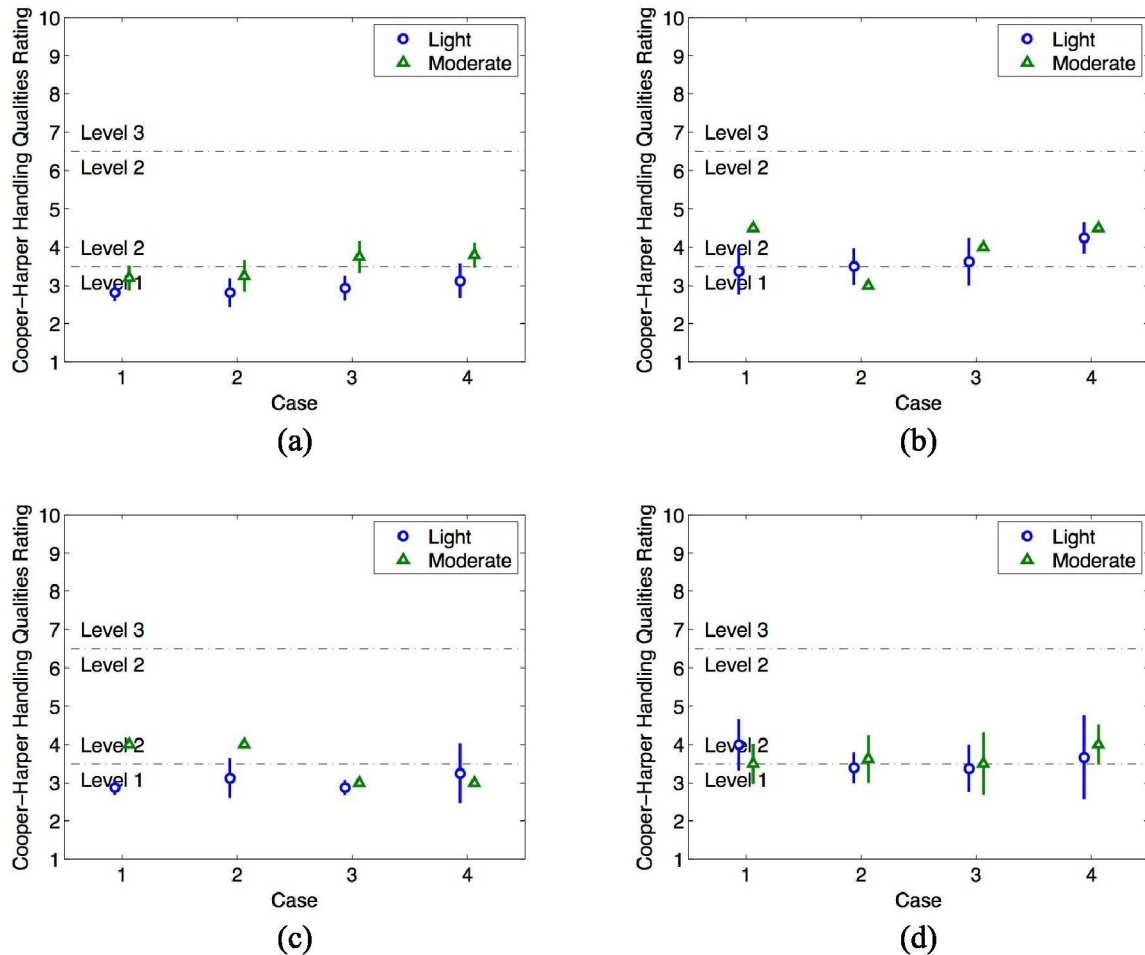 Cooper-Harper Handling Qualities Rating
10
9
8
7
6
5
4
3
2
1
Light
Moderate
Level 3
Level 2
Level 2
Level 1
1 2 3 4
Case
(a)
Cooper-Harper Handling Qualities Rating
10
9
8
7
6
5
4
3
2
1
Light
Moderate
Level 3
Level 2
Level 2
Level 1
1 2 3 4
Case
(b)
Cooper-Harper Handling Qualities Rating
10
9
8
7
6
5
4
3
2
1
Light
Moderate
Level 3
Level 2
Level 2
Level 1
1 2 3 4
Case
(c)
Cooper-Harper Handling Qualities Rating
10
9
8
7
6
5
4
3
2
1
Light
Moderate
Level 3
Level 2
Level 2
Level 1
1 2 3 4
Case
(d)